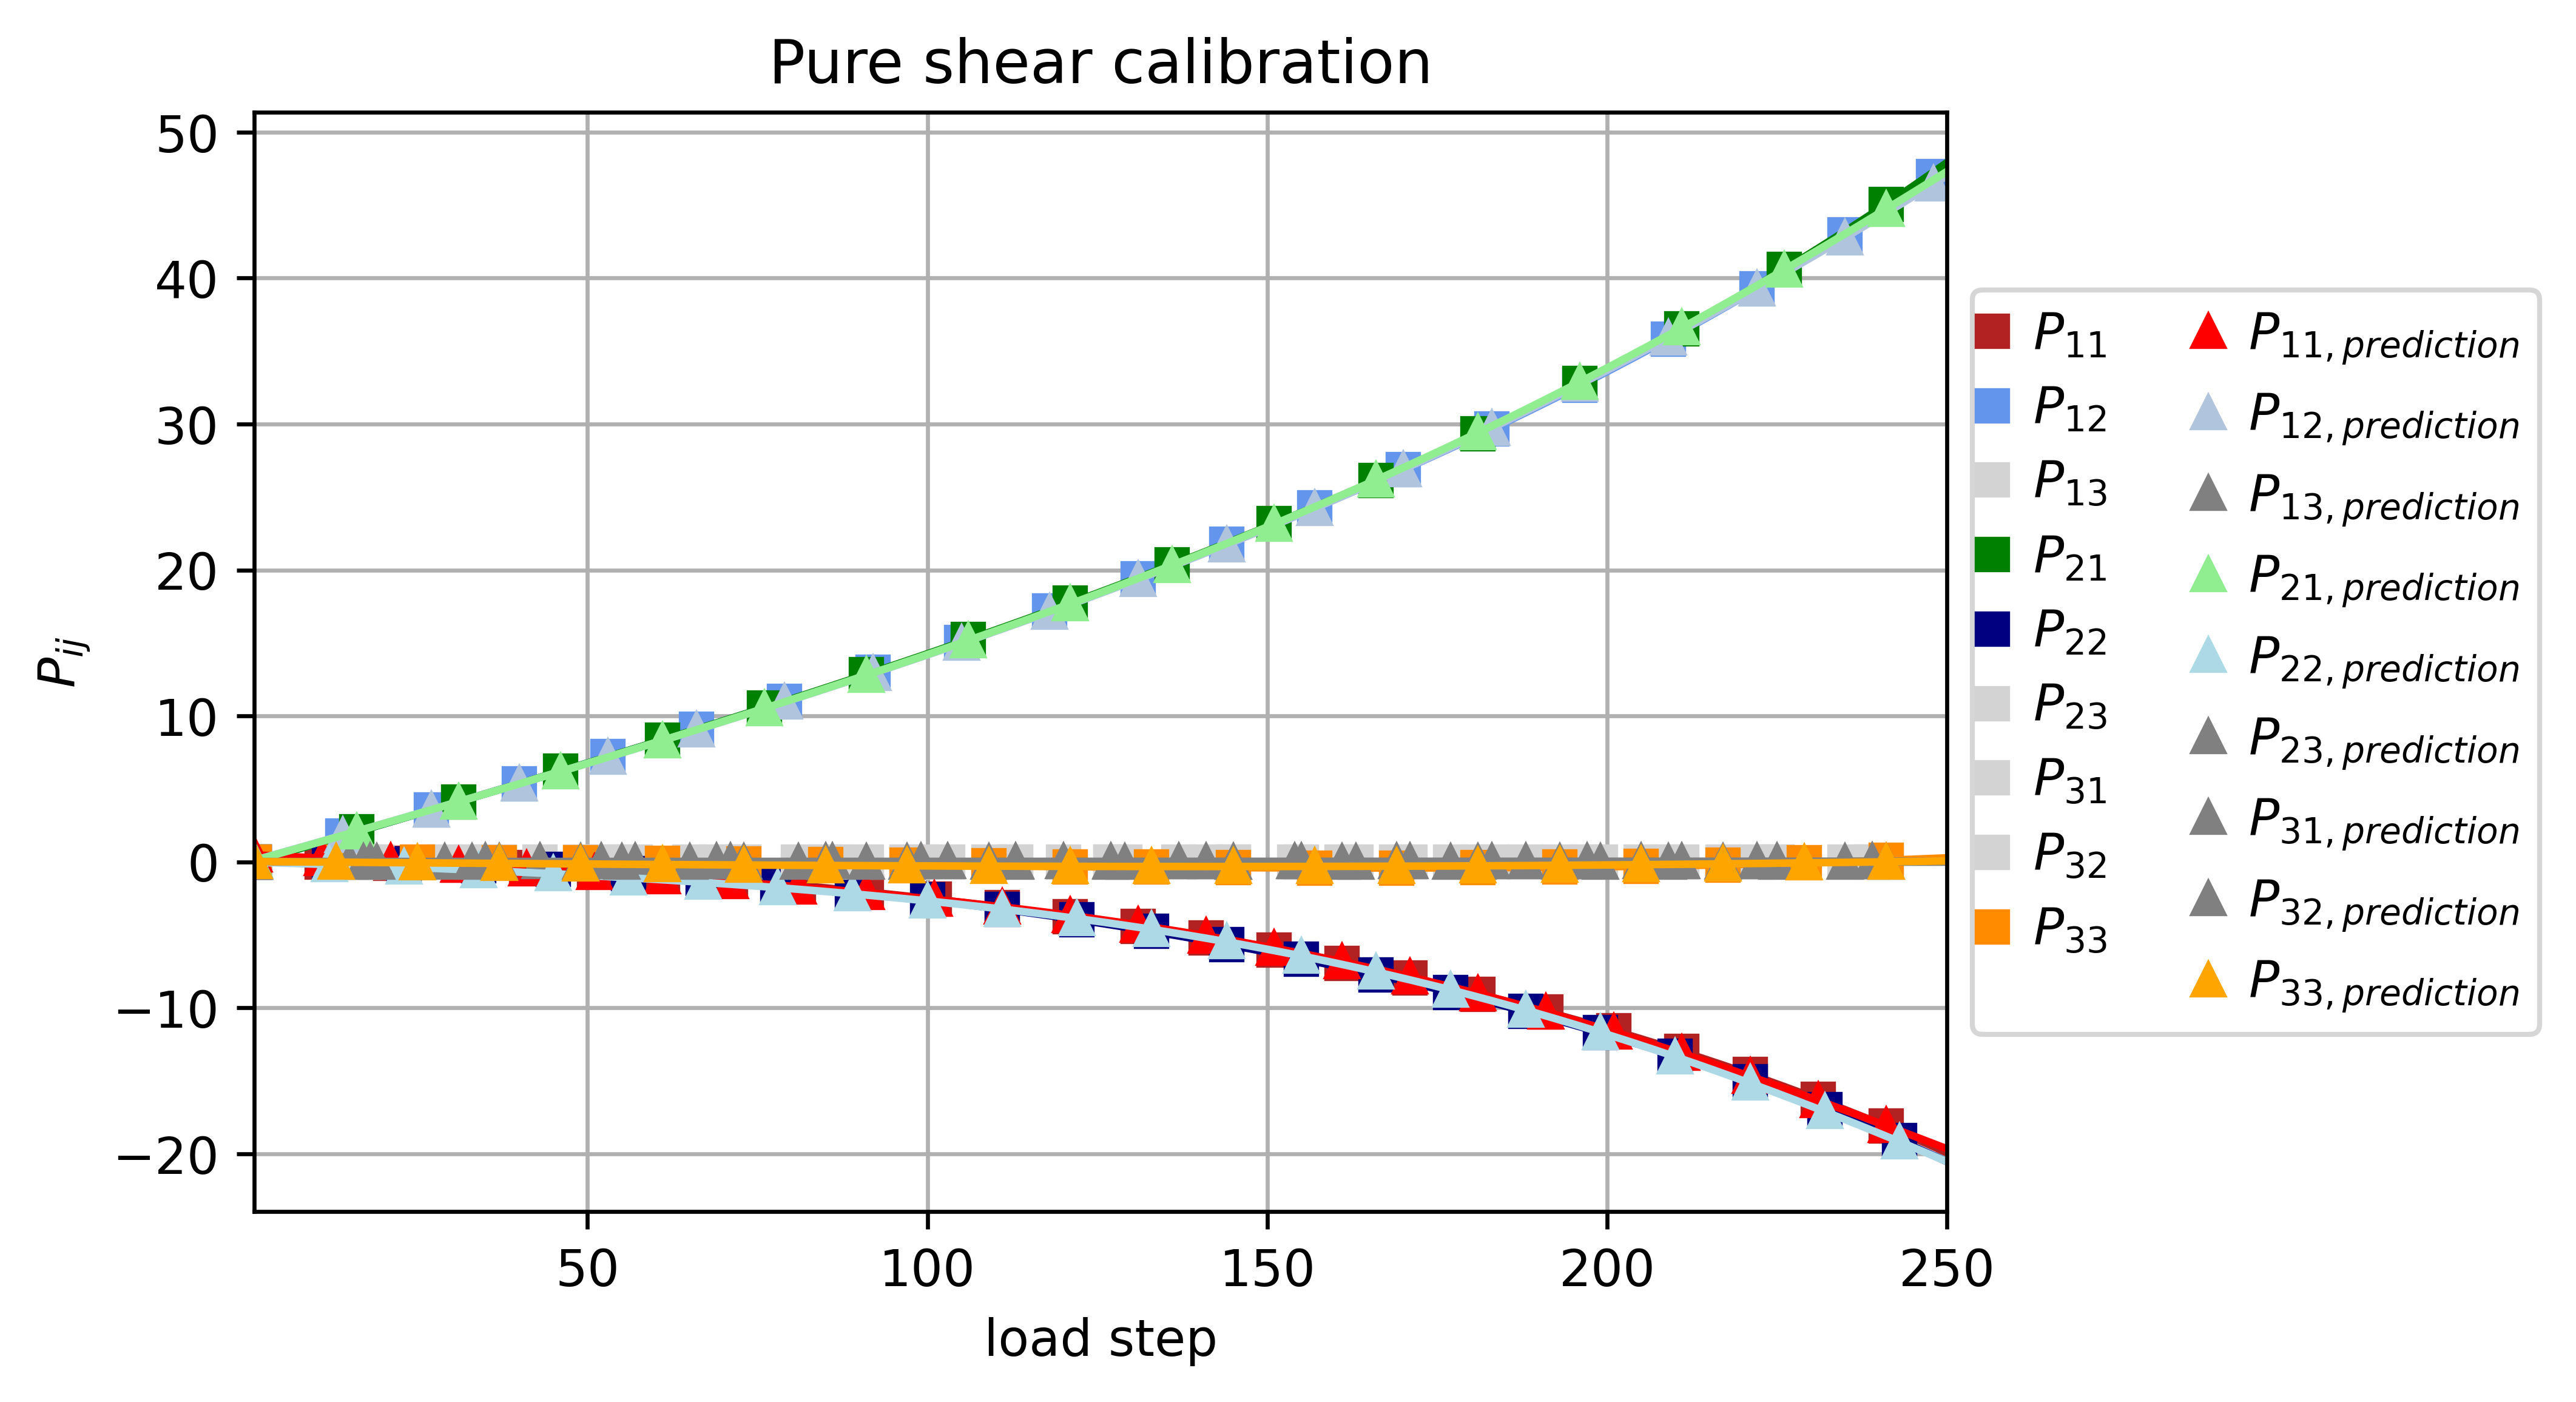 Pure shear calibration
50
40
30
20
10
0
−10
−20
P_ij
50 100 150 200 250
load step
P_11
P_12
P_13
P_21
P_22
P_23
P_31
P_32
P_33
P_11, prediction
P_12, prediction
P_13, prediction
P_21, prediction
P_22, prediction
P_23, prediction
P_31, prediction
P_32, prediction
P_33, prediction